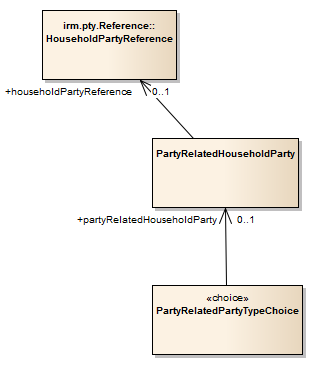 irm.pty.Reference::
HouseholdPartyReference
+householdPartyReference 0..1
PartyRelatedHouseholdParty
+partyRelatedHouseholdParty 0..1
«choice»
PartyRelatedPartyTypeChoice